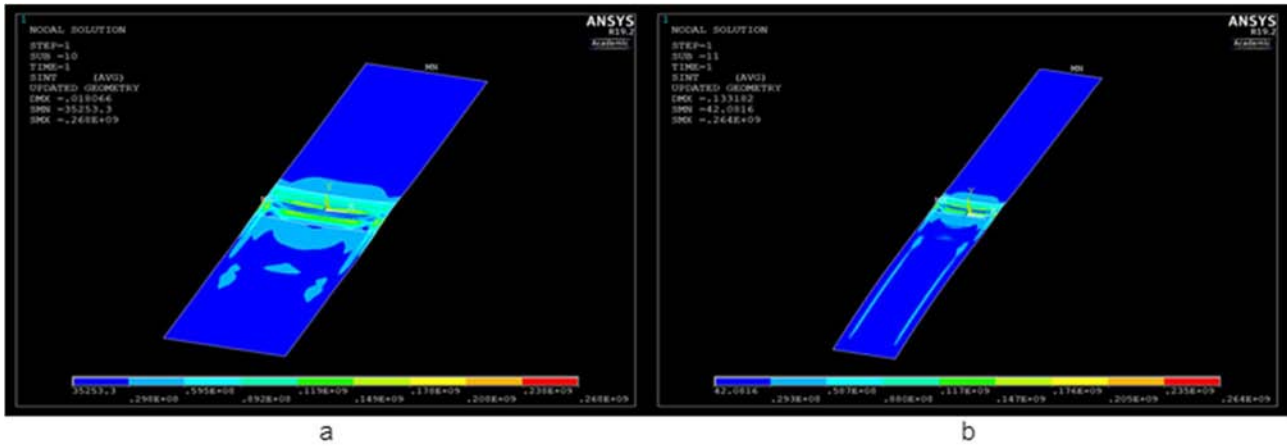 1
NODAL SOLUTION
STEP=1
SUB =10
TIME=1
SINT (AVG)
UPDATED GEOMETRY
DMX =.018066
SMN =35253.3
SMX =.268E+09
ANSYS
R19.2
Academic
MN
Y
35253.3 .595E+08 .119E+09 .178E+09 .238E+09
.298E+08 .892E+08 .149E+09 .208E+09 .268E+09
a
1
NODAL SOLUTION
STEP=1
SUB =11
TIME=1
SINT (AVG)
UPDATED GEOMETRY
DMX =.133182
SMN =42.0816
SMX =.264E+09
ANSYS
R19.2
Academic
MN
Y
42.0816 .587E+08 .117E+09 .176E+09 .235E+09
.293E+08 .880E+08 .147E+09 .205E+09 .264E+09
b